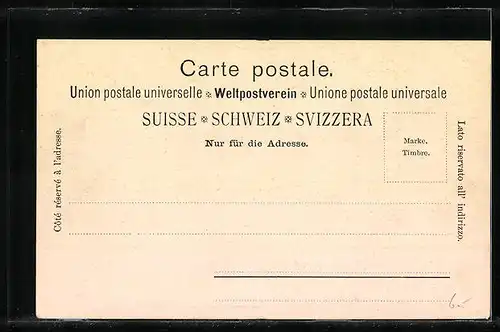 Carte postale.
Union postale universelle * Weltpostverein * Unione postale universale
SUISSE * SCHWEIZ * SVIZZERA
Nur für die Adresse.
Marke.
Timbre.
Côté réservé à l'adresse.
Lato riservato all' indirizzo.